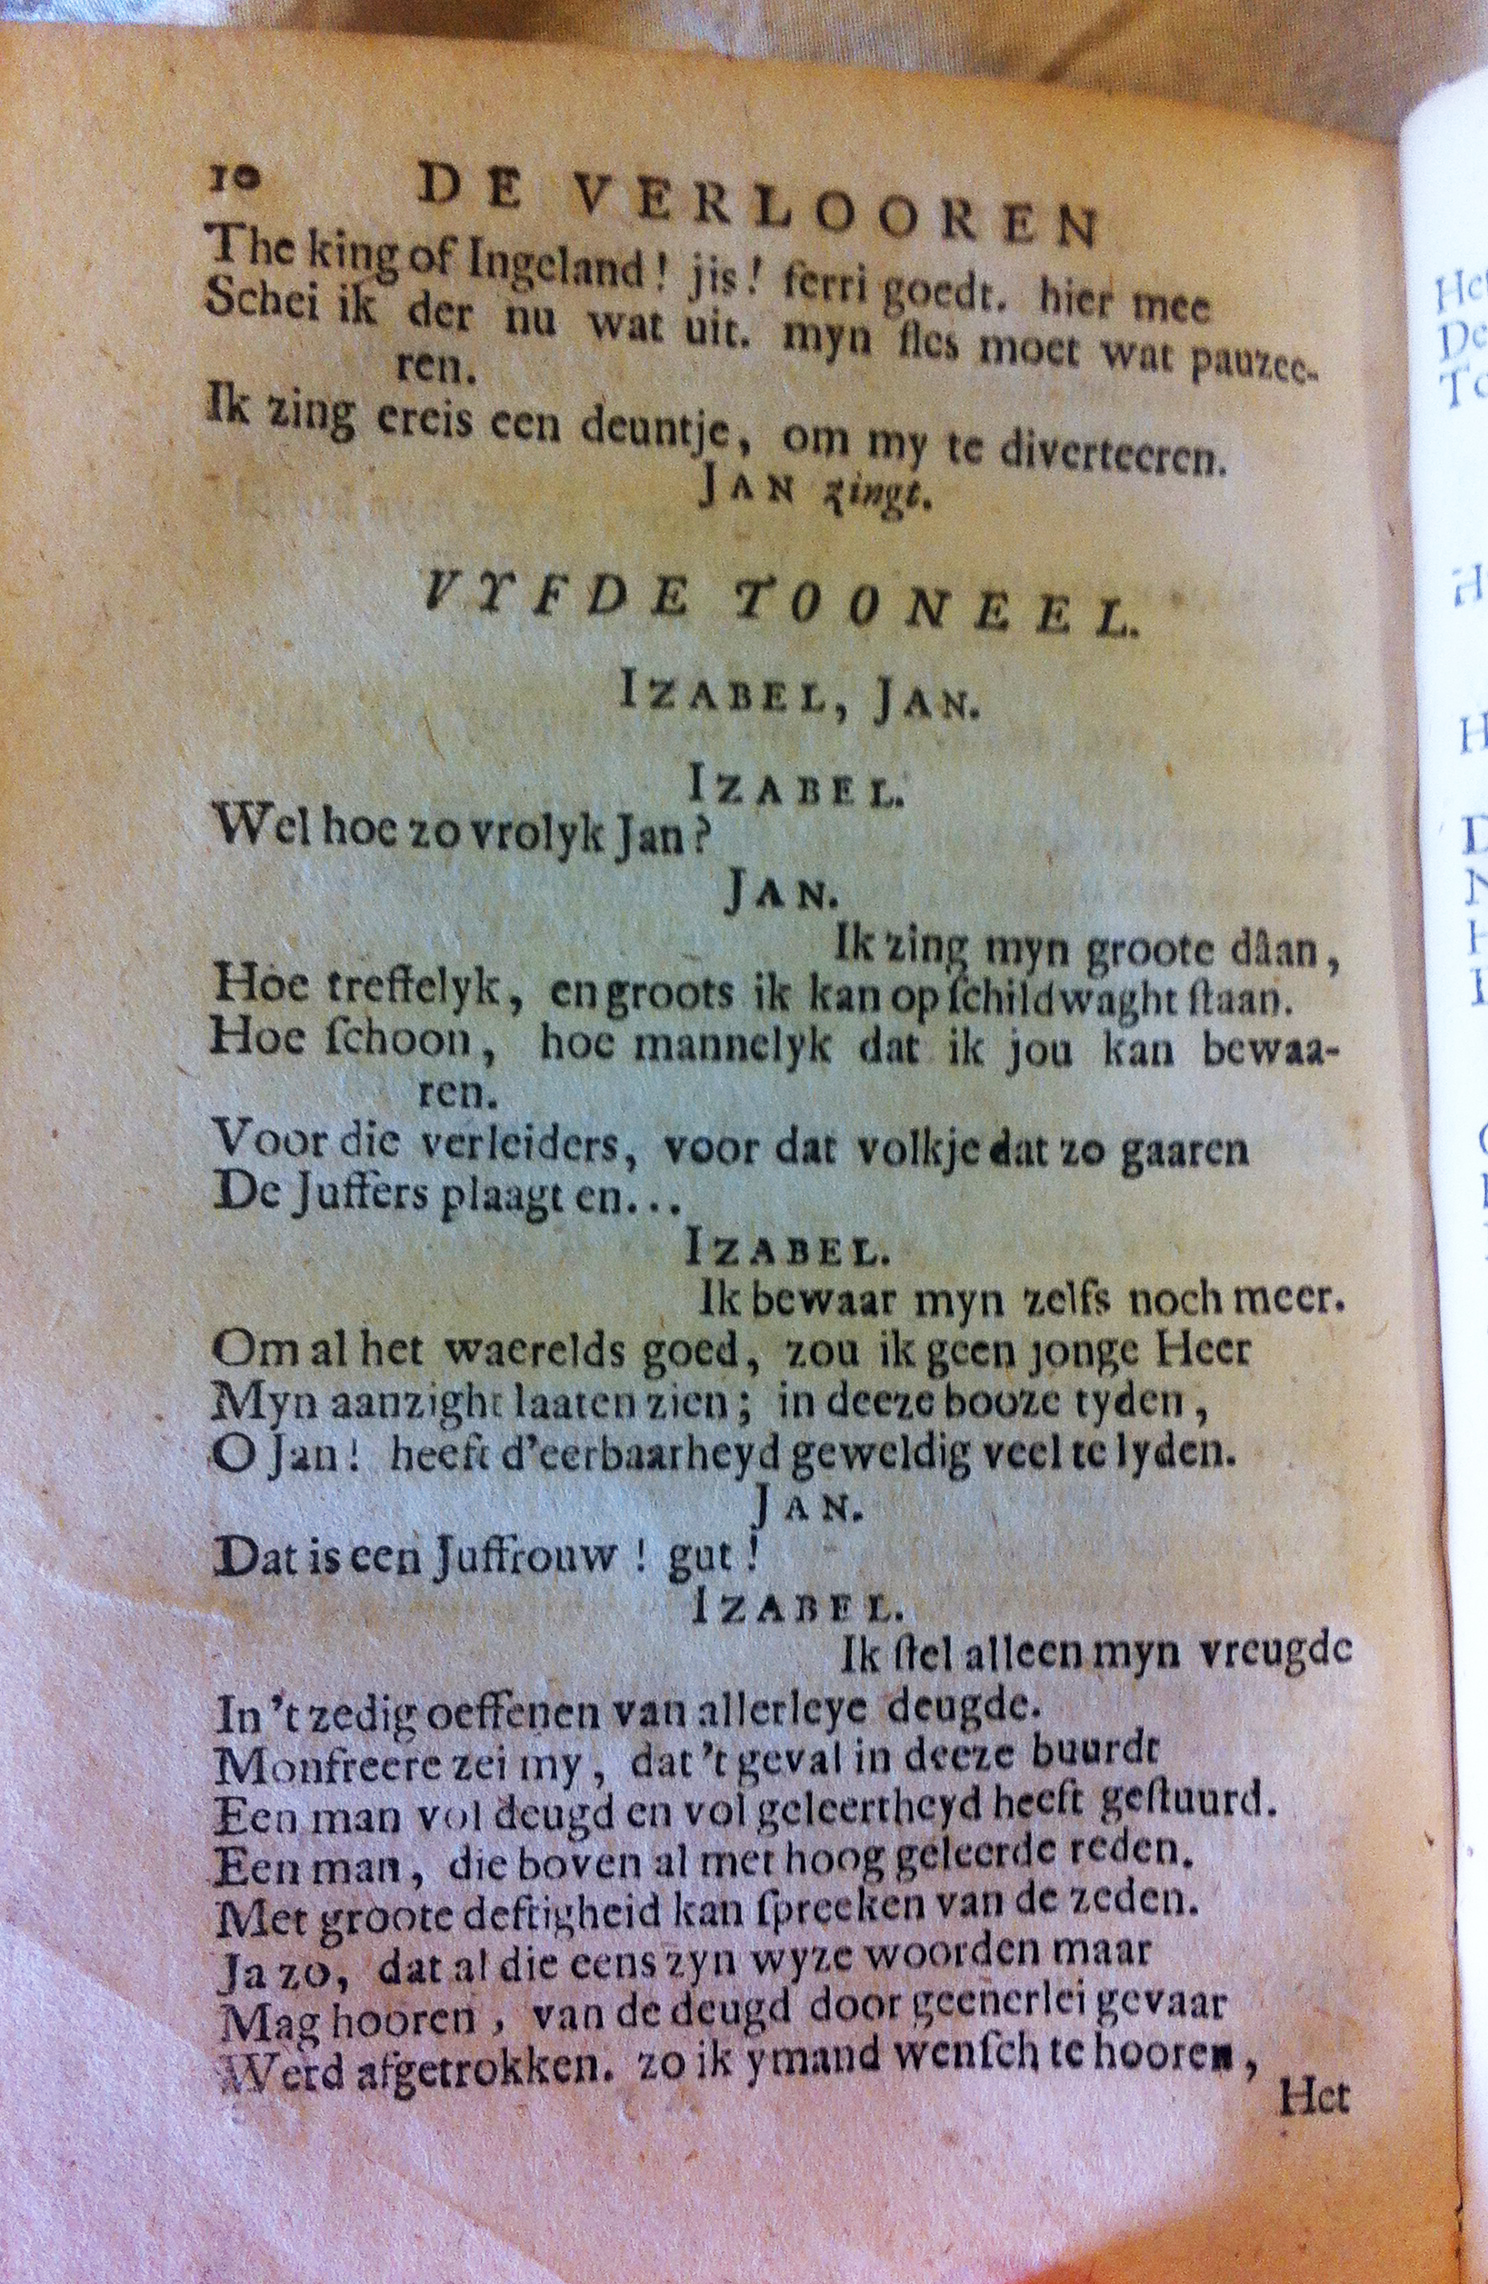 10 DE VERLOOREN
The king of Ingeland! jis! ferri goedt. hier mee
Schei ik der nu wat uit. myn fles moet wat pauzee-
ren.
Ik zing ereis een deuntje, om my te diverteeren.
JAN zingt.
VYFDE TOONEEL.
IZABEL, JAN.
IZABEL.
Wel hoe zo vrolyk Jan?
JAN.
Ik zing myn groote dâan,
Hoe treffelyk, en groots ik kan op ſchildwaght ſtaan.
Hoe ſchoon, hoe mannelyk dat ik jou kan bewaa-
ren.
Voor die verleiders, voor dat volkje dat zo gaaren
De Juffers plaagt en...
IZABEL.
Ik bewaar myn zelfs noch meer.
Om al het waerelds goed, zou ik geen jonge Heer
Myn aanzight laaten zien; in deeze booze tyden,
O Jan! heeft d'eerbaarheyd geweldig veel te lyden.
JAN.
Dat is een Juffrouw! gut!
IZABEL.
Ik ſtel alleen myn vreugde
In 't zedig oeffenen van allerleye deugde.
Monfreere zei my, dat 't geval in deeze buurdt
Een man vol deugd en vol geleertheyd heeft geſtuurd.
Een man, die boven al met hoog geleerde reden.
Met groote deftigheid kan ſpreeken van de zeden.
Ja zo, dat al die eens zyn wyze woorden maar
Mag hooren, van de deugd door geenerlei gevaar
Werd afgetrokken. zo ik ymand wenſch te hooren,
Het
He
De
To
H
H
D
N
H